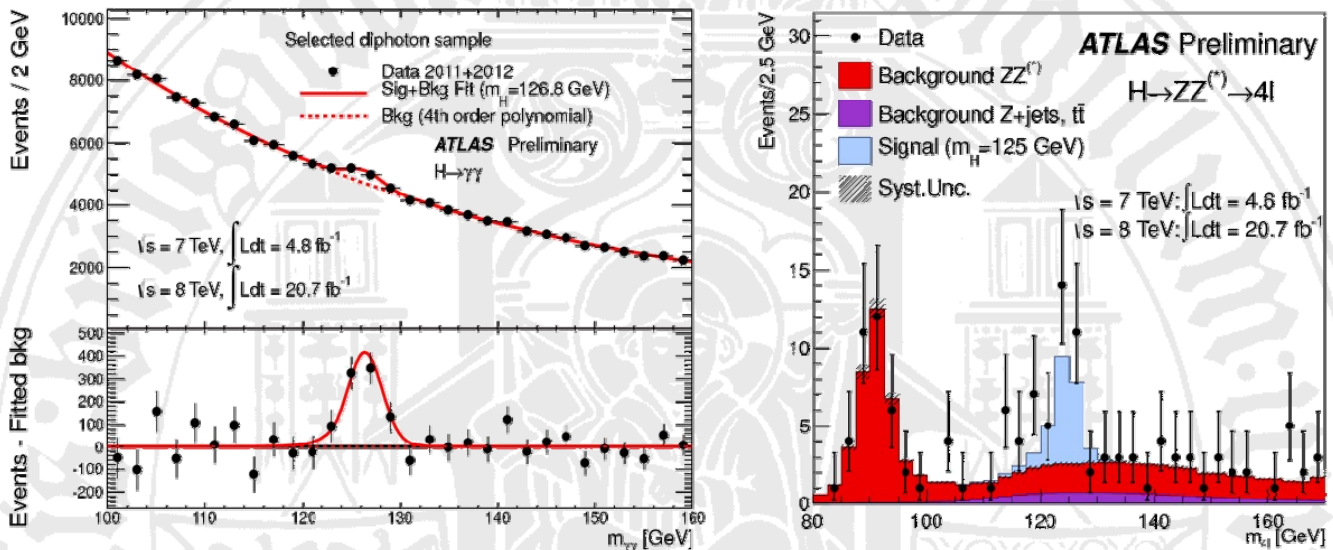 Events / 2 GeV
10000
8000
6000
4000
2000
Selected diphoton sample
Data 2011+2012
Sig+Bkg Fit (m_H=126.8 GeV)
Bkg (4th order polynomial)
ATLAS Preliminary
H→γγ
√s = 7 TeV, ∫Ldt = 4.8 fb⁻¹
√s = 8 TeV, ∫Ldt = 20.7 fb⁻¹
Events - Fitted bkg
500
400
300
200
100
0
-100
-200
100 110 120 130 140 150 160
m_γγ [GeV]
Events/2.5 GeV
30
25
20
15
10
5
0
Data
Background ZZ(*)
Background Z+jets, tt̄
Signal (m_H=125 GeV)
Syst.Unc.
ATLAS Preliminary
H→ZZ(*)→4l
√s = 7 TeV:∫Ldt = 4.6 fb⁻¹
√s = 8 TeV:∫Ldt = 20.7 fb⁻¹
80 100 120 140 160
m_4l [GeV]